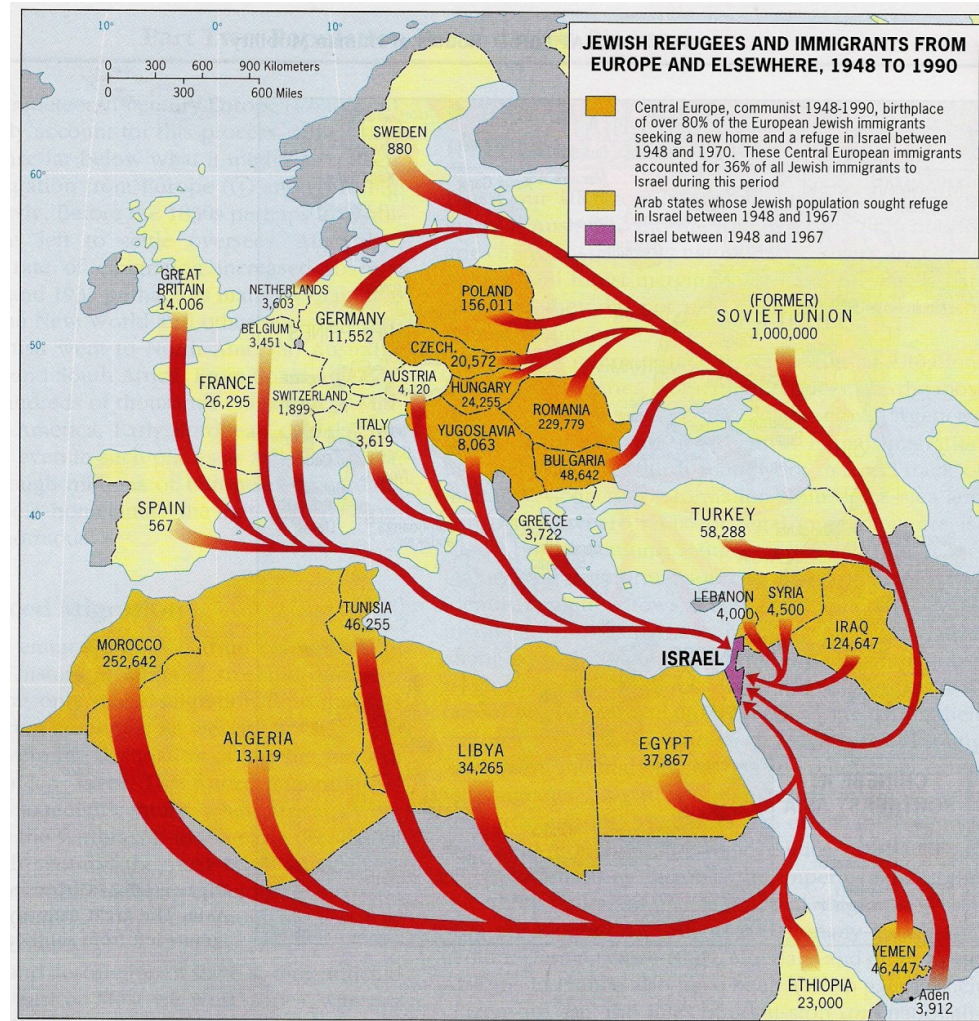 10°
0°
10°
0 300 600 900 Kilometers
0 300 600 Miles
60°
50°
40°
JEWISH REFUGEES AND IMMIGRANTS FROM
EUROPE AND ELSEWHERE, 1948 TO 1990
Central Europe, communist 1948-1990, birthplace
of over 80% of the European Jewish immigrants
seeking a new home and a refuge in Israel between
1948 and 1970. These Central European immigrants
accounted for 36% of all Jewish immigrants to
Israel during this period
Arab states whose Jewish population sought refuge
in Israel between 1948 and 1967
Israel between 1948 and 1967
SWEDEN
880
GREAT
BRITAIN
14.006
NETHERLANDS
3,603
BELGIUM
3,451
GERMANY
11,552
POLAND
156,011
(FORMER)
SOVIET UNION
1,000,000
CZECH.
20,572
FRANCE
26,295
SWITZERLAND
1,899
AUSTRIA
4,120
HUNGARY
24,255
ROMANIA
229,779
ITALY
3,619
YUGOSLAVIA
8,063
BULGARIA
48,642
SPAIN
567
GREECE
3,722
TURKEY
58,288
LEBANON
4,000
SYRIA
4,500
IRAQ
124,647
ISRAEL
MOROCCO
252,642
TUNISIA
46,255
ALGERIA
13,119
LIBYA
34,265
EGYPT
37,867
ETHIOPIA
23,000
YEMEN
46,447
Aden
3,912